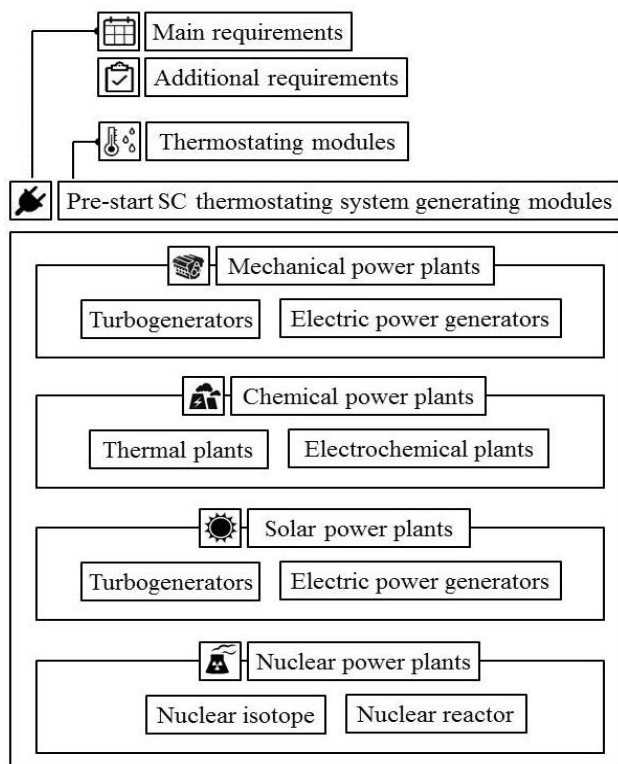 Main requirements
Additional requirements
Thermostating modules
Pre-start SC thermostating system generating modules
Mechanical power plants
Turbogenerators
Electric power generators
Chemical power plants
Thermal plants
Electrochemical plants
Solar power plants
Turbogenerators
Electric power generators
Nuclear power plants
Nuclear isotope
Nuclear reactor